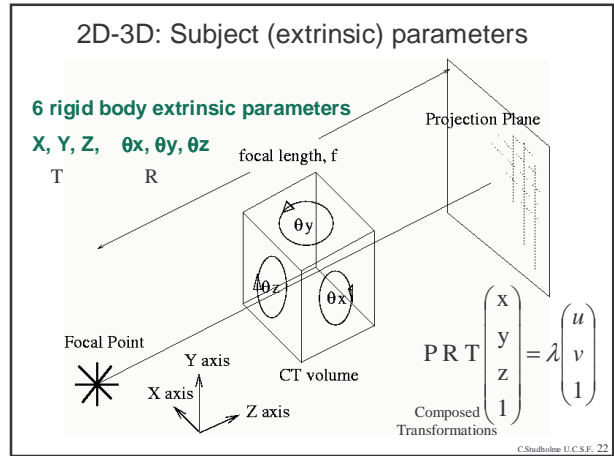 2D-3D: Subject (extrinsic) parameters
6 rigid body extrinsic parameters
X, Y, Z, θx, θy, θz
T R
focal length, f
Projection Plane
θy
θz
θx
Focal Point
Y axis
X axis
Z axis
CT volume
P R T ( x y z 1 ) = λ ( u v 1 )
Composed
Transformations
C.Studholme U.C.S.F. 22